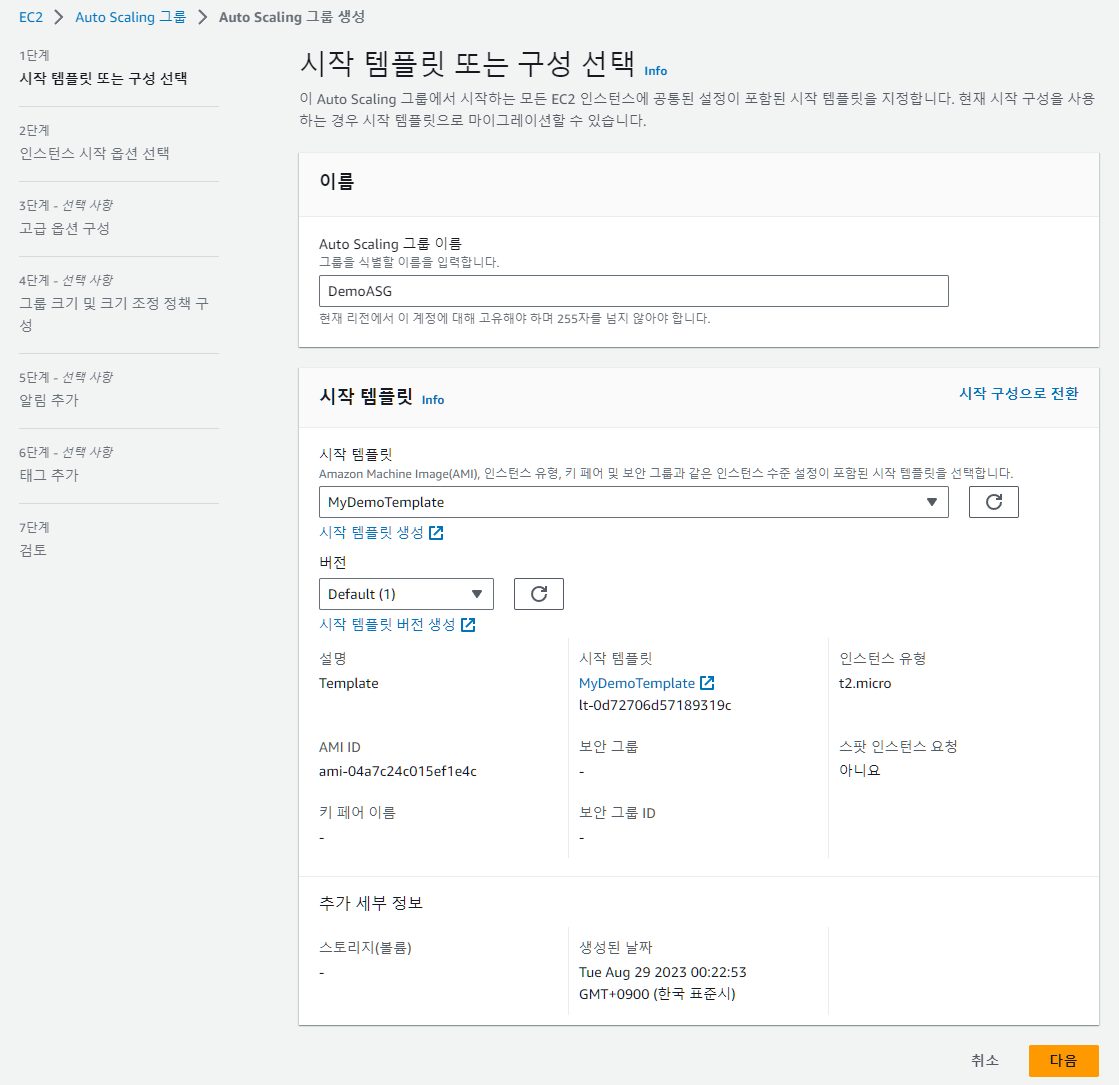 EC2 > Auto Scaling 그룹 > Auto Scaling 그룹 생성
1단계
시작 템플릿 또는 구성 선택
2단계
인스턴스 시작 옵션 선택
3단계 - 선택 사항
고급 옵션 구성
4단계 - 선택 사항
그룹 크기 및 크기 조정 정책 구
성
5단계 - 선택 사항
알림 추가
6단계 - 선택 사항
태그 추가
7단계
검토
시작 템플릿 또는 구성 선택 Info
이 Auto Scaling 그룹에서 시작하는 모든 EC2 인스턴스에 공통된 설정이 포함된 시작 템플릿을 지정합니다. 현재 시작 구성을 사용
하는 경우 시작 템플릿으로 마이그레이션할 수 있습니다.
이름
Auto Scaling 그룹 이름
그룹을 식별할 이름을 입력합니다.
DemoASG
현재 리전에서 이 계정에 대해 고유해야 하며 255자를 넘지 않아야 합니다.
시작 템플릿 Info
시작 구성으로 전환
시작 템플릿
Amazon Machine Image(AMI), 인스턴스 유형, 키 페어 및 보안 그룹과 같은 인스턴스 수준 설정이 포함된 시작 템플릿을 선택합니다.
MyDemoTemplate
시작 템플릿 생성
버전
Default (1)
시작 템플릿 버전 생성
설명
Template
시작 템플릿
MyDemoTemplate
lt-0d72706d57189319c
인스턴스 유형
t2.micro
AMI ID
ami-04a7c24c015ef1e4c
보안 그룹
-
스팟 인스턴스 요청
아니요
키 페어 이름
-
보안 그룹 ID
-
추가 세부 정보
스토리지(볼륨)
-
생성된 날짜
Tue Aug 29 2023 00:22:53
GMT+0900 (한국 표준시)
취소
다음